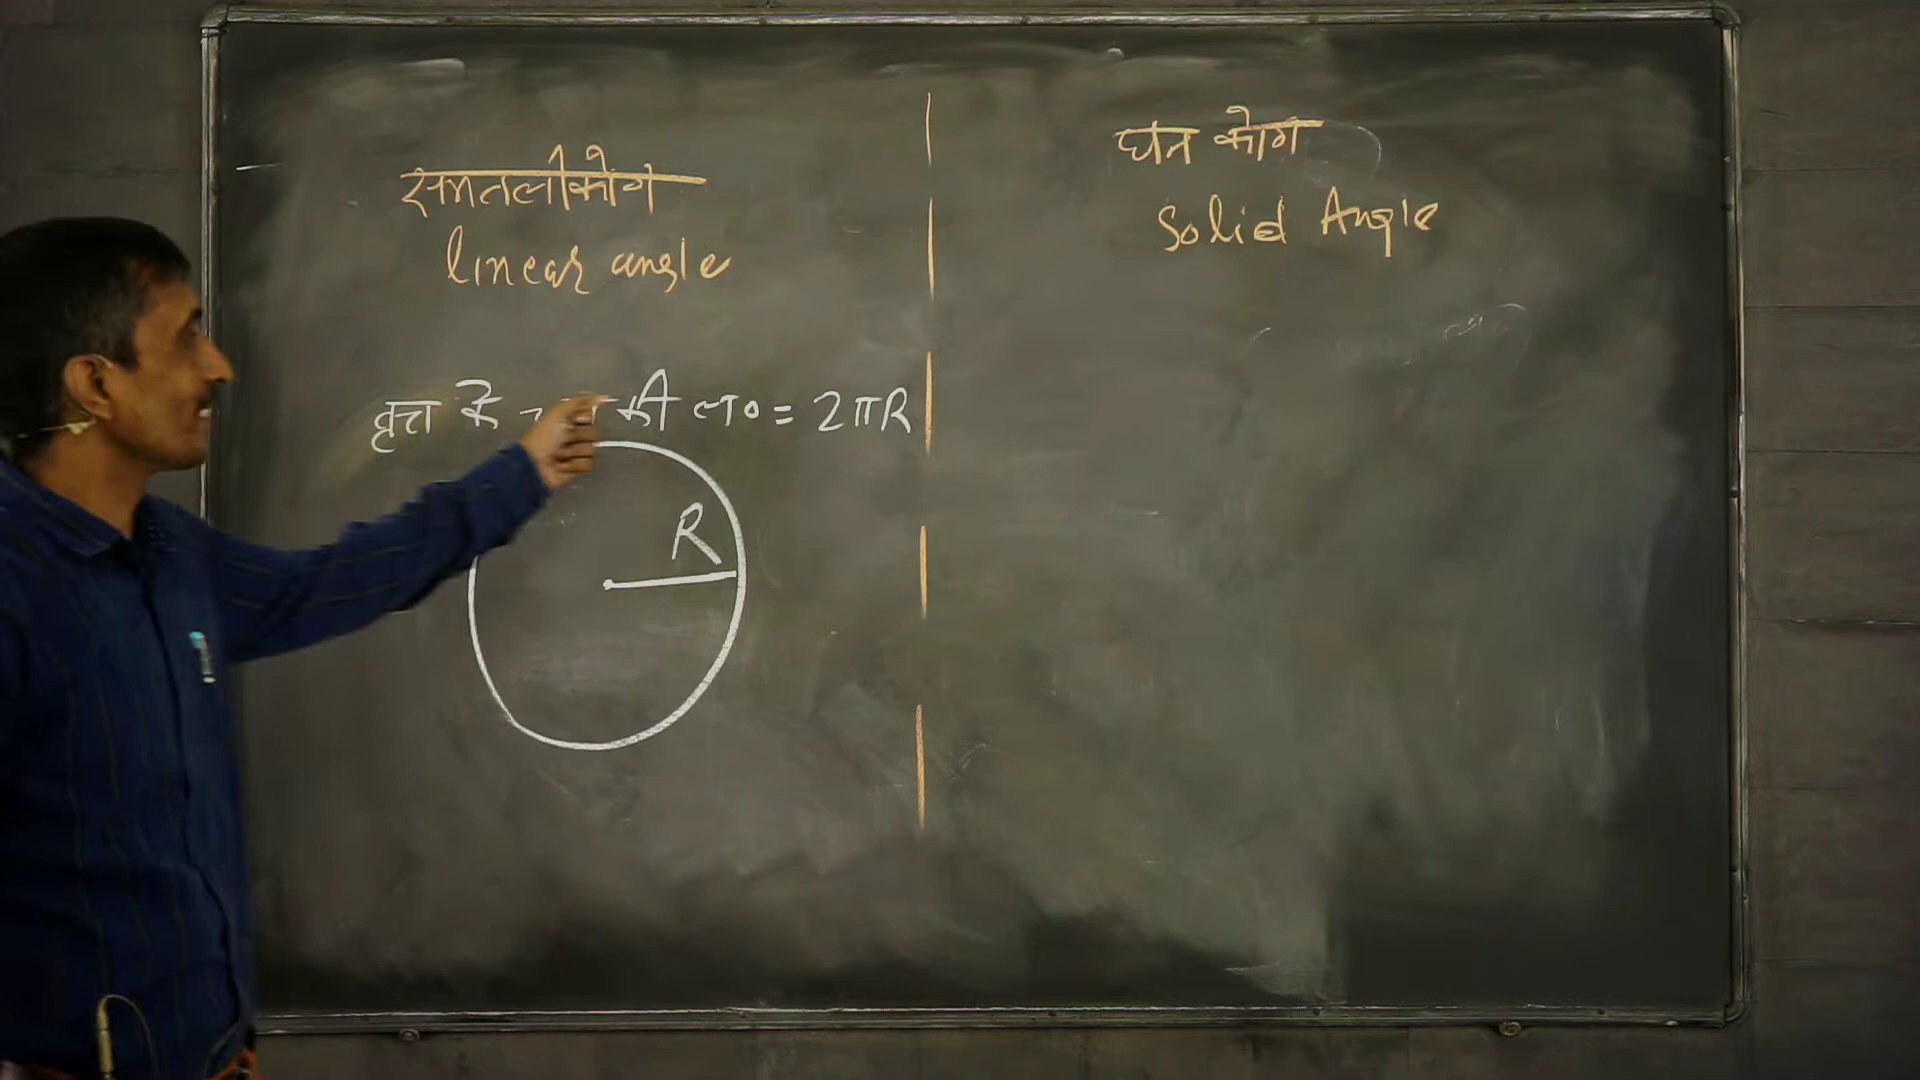 समतलीकोण
linear angle
वृत्त के की ल० = 2πR
R
घन कोण
Solid Angle